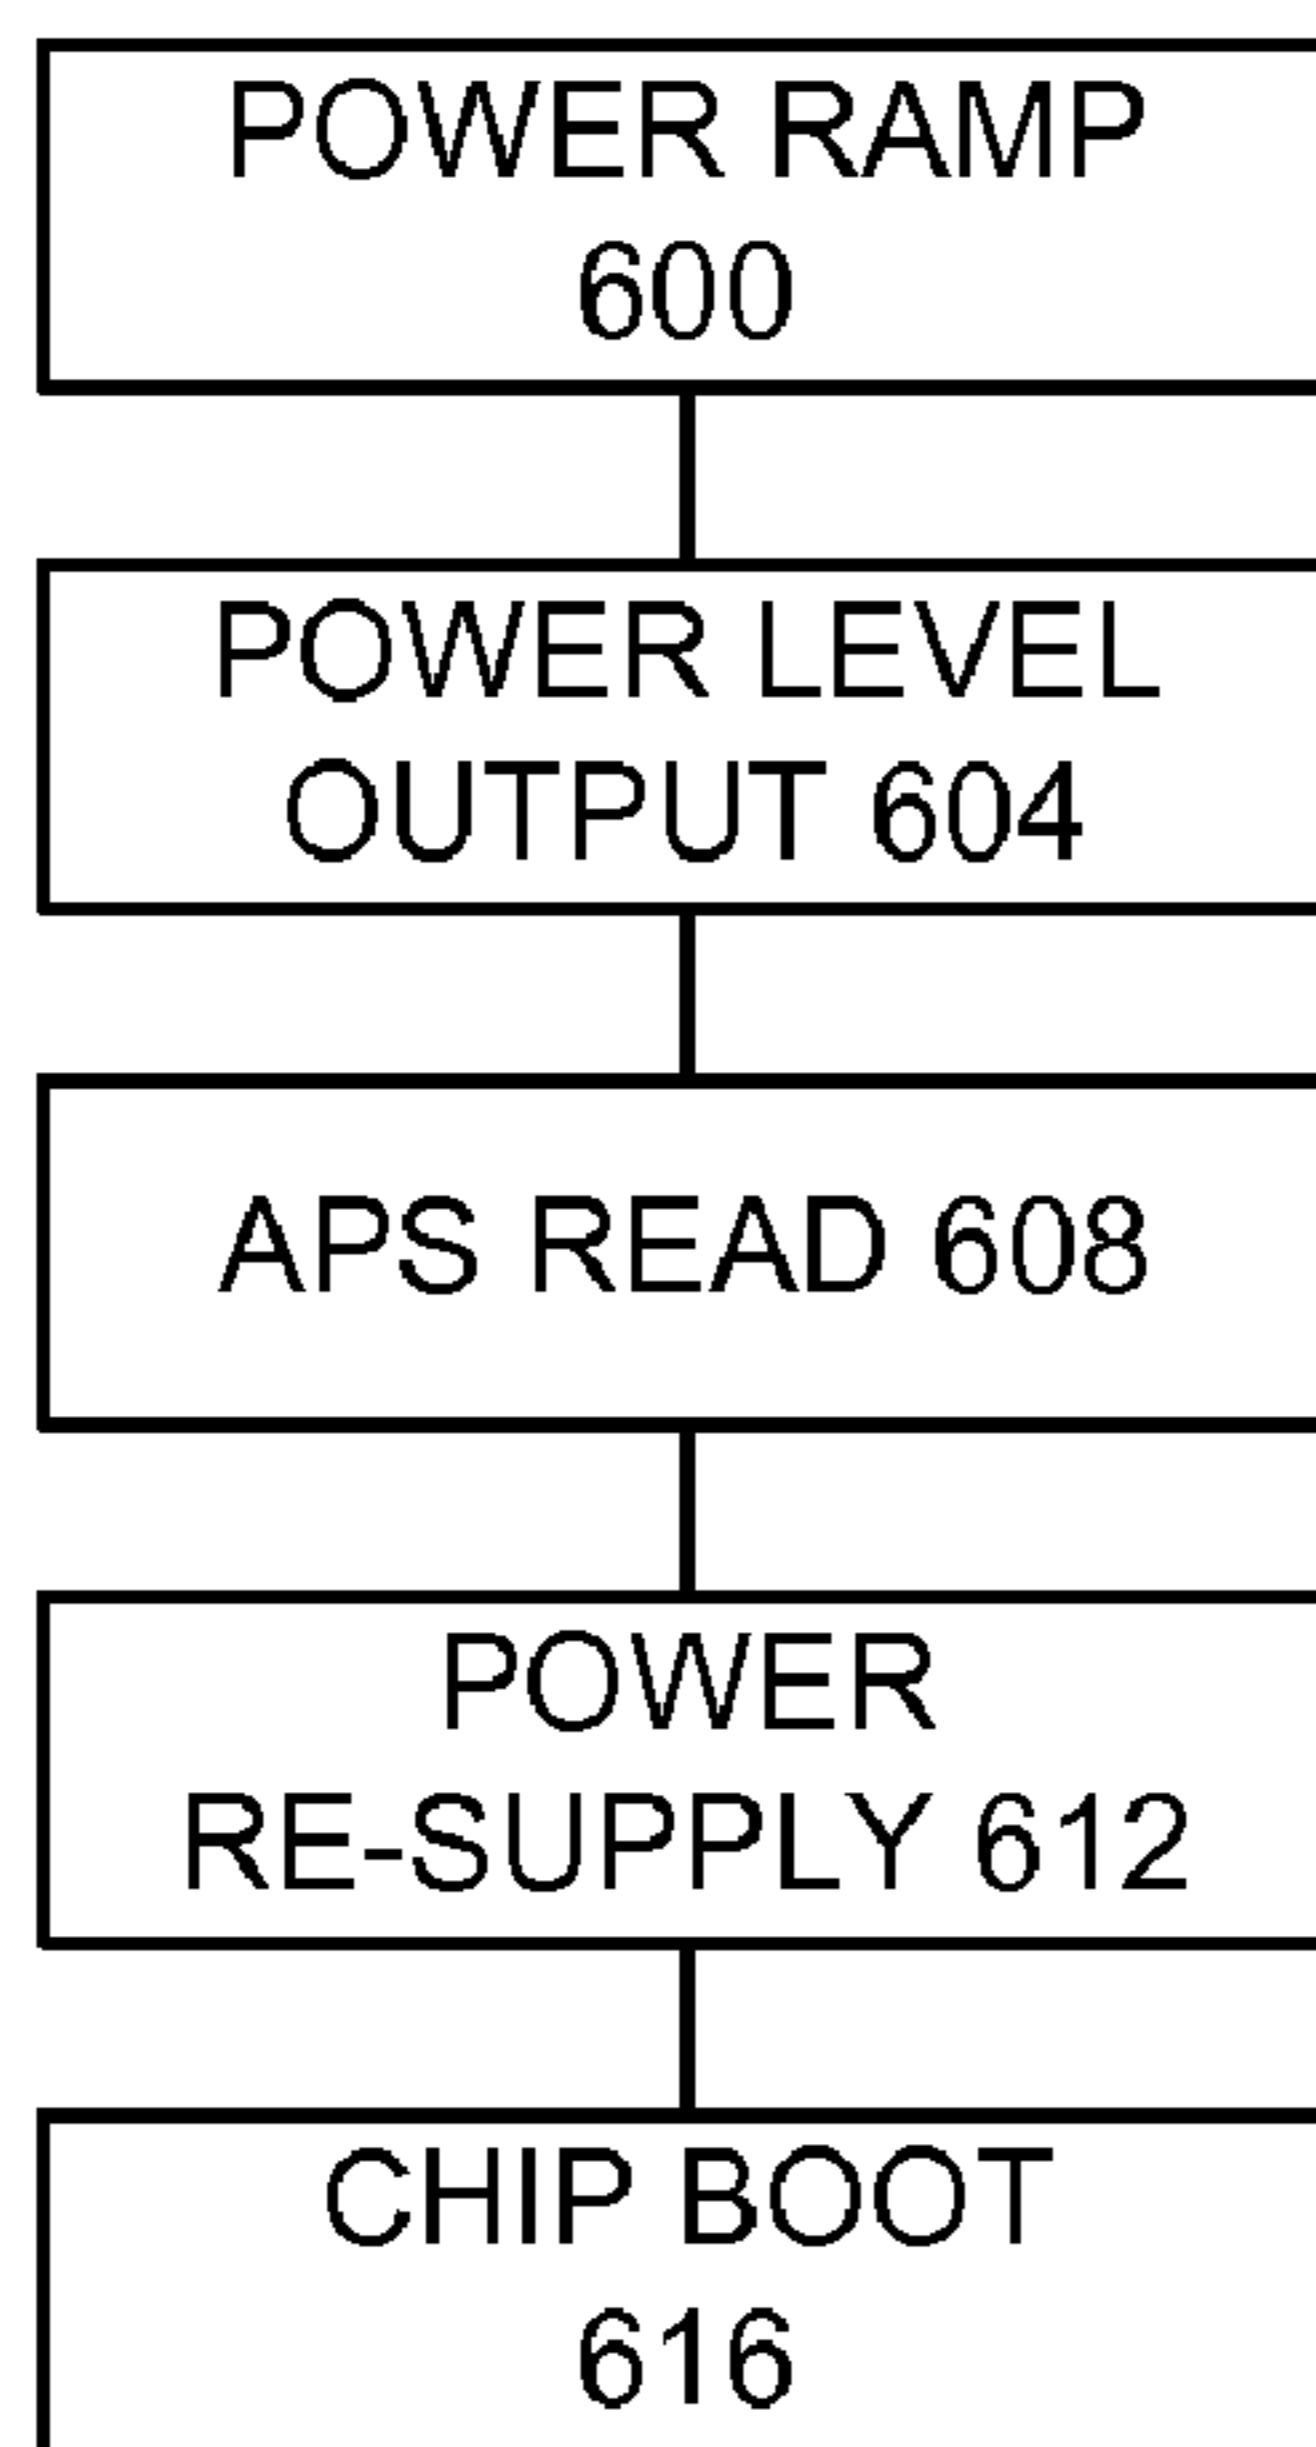 POWER RAMP
600
POWER LEVEL
OUTPUT 604
APS READ 608
POWER
RE-SUPPLY 612
CHIP BOOT
616